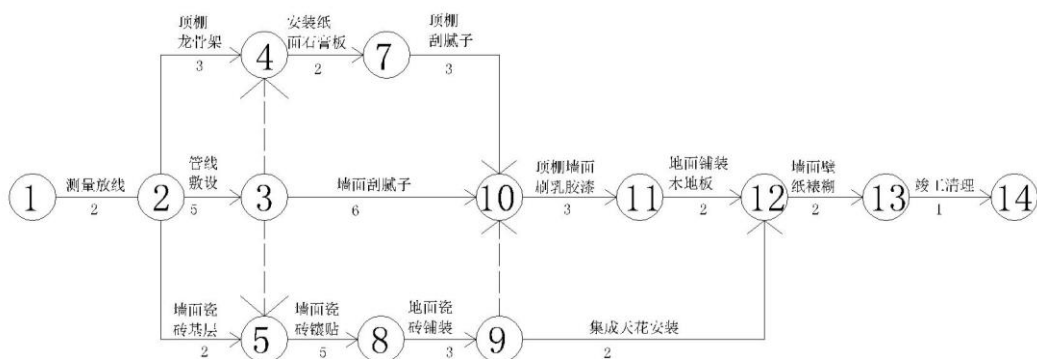 顶棚
龙骨架
3
安装纸
面石膏板
2
顶棚
刮腻子
3
4
7
1
测量放线
2
2
管线
敷设
5
3
墙面刮腻子
6
10
顶棚墙面
刷乳胶漆
3
11
地面铺装
木地板
2
12
墙面壁
纸裱糊
2
13
竣工清理
1
14
墙面瓷
砖基层
2
5
墙面瓷
砖镶贴
5
8
地面瓷
砖铺装
3
9
集成天花安装
2